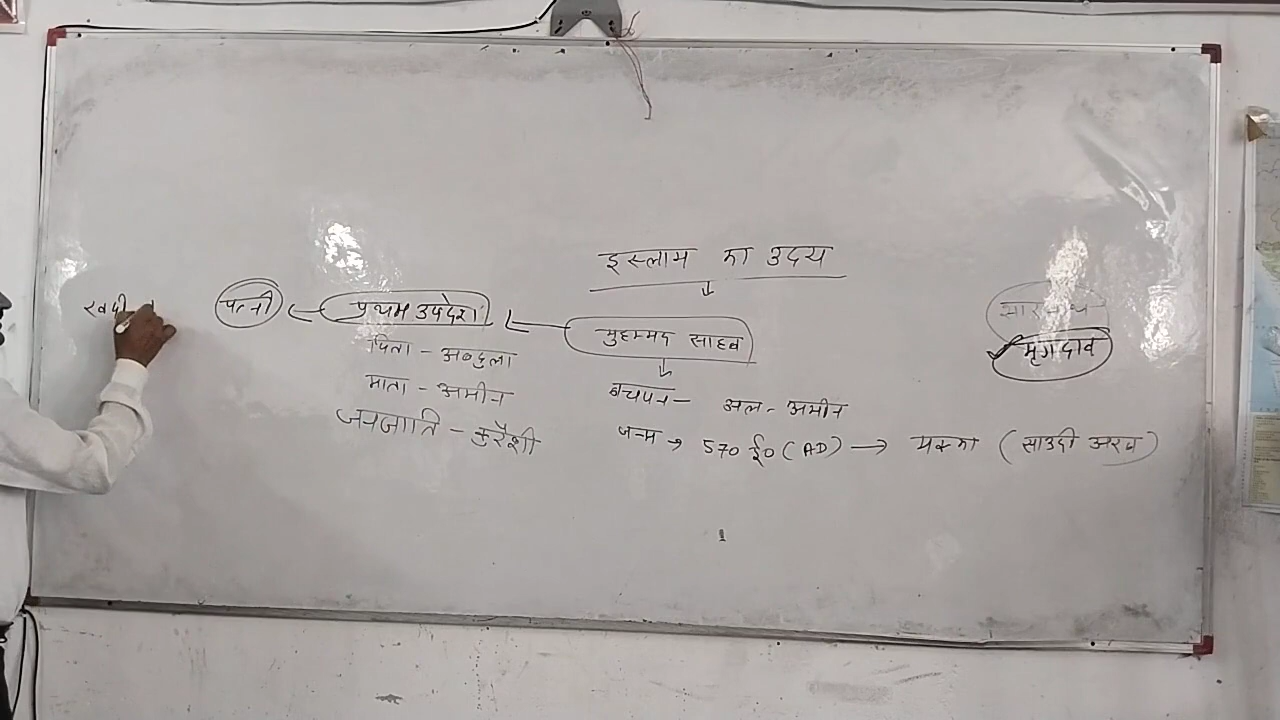 इस्लाम का उदय
पत्नी प्रथम उपदेश मुहम्मद साहब
सारनाथ
मृगदाव
पिता - अब्दुला
माता - अमीन
जनजाति - कुरैशी
बचपन - अल - अमीन
जन्म → 570 ई० (AD) → मक्का (साउदी अरब)